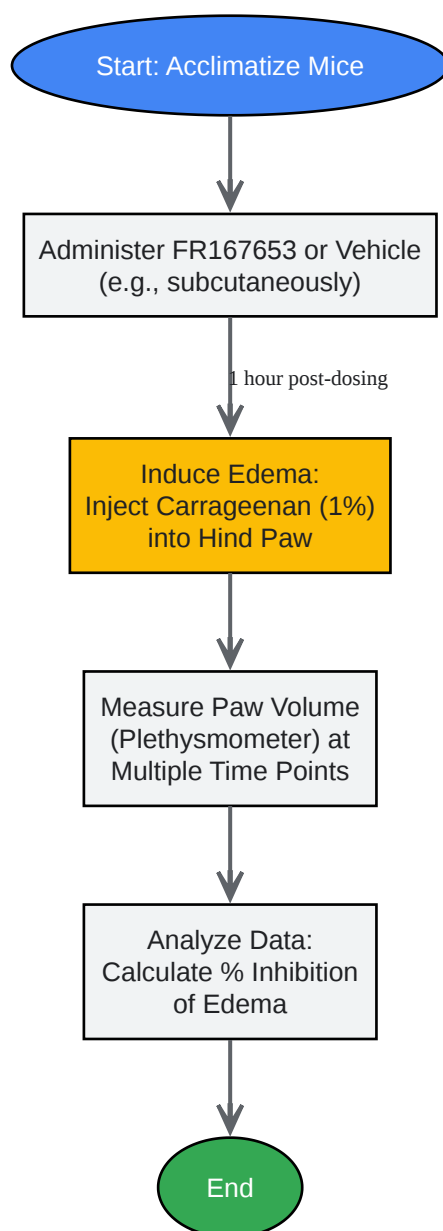 Start: Acclimatize Mice
Administer FR167653 or Vehicle
(e.g., subcutaneously)
1 hour post-dosing
Induce Edema:
Inject Carrageenan (1%)
into Hind Paw
Measure Paw Volume
(Plethysmometer) at
Multiple Time Points
Analyze Data:
Calculate % Inhibition
of Edema
End